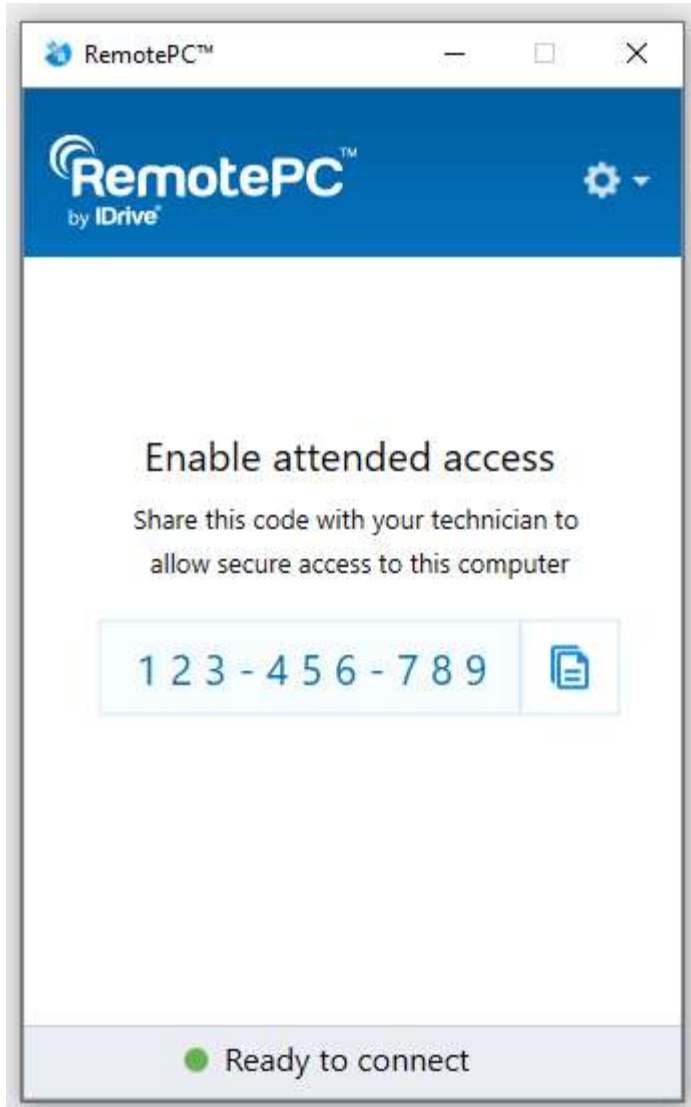 RemotePC™
RemotePC™
by IDrive®
Enable attended access
Share this code with your technician to
allow secure access to this computer
123-456-789
Ready to connect